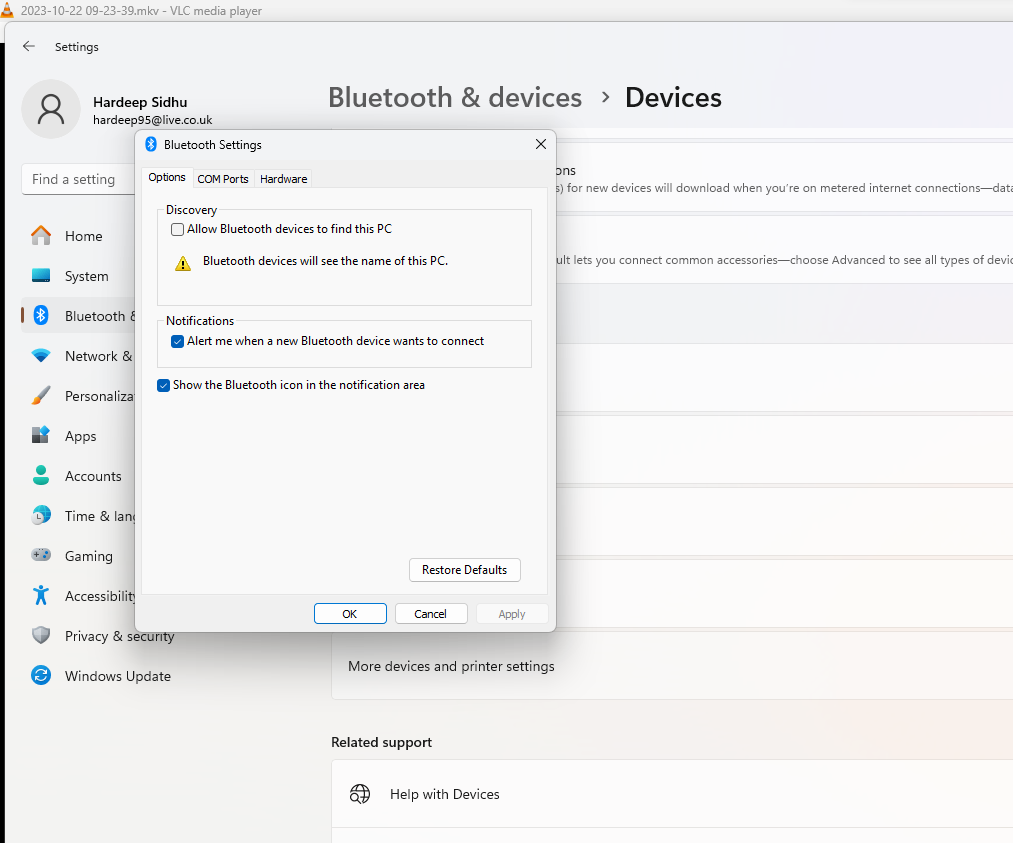 2023-10-22 09-23-39.mkv - VLC media player
Settings
Hardeep Sidhu
hardeep95@live.co.uk
Find a setting
Home
System
Bluetooth &
Network &
Personaliza
Apps
Accounts
Time & lang
Gaming
Accessibility
Privacy & security
Windows Update
Bluetooth & devices > Devices
Bluetooth Settings
Options COM Ports Hardware
Discovery
Allow Bluetooth devices to find this PC
Bluetooth devices will see the name of this PC.
Notifications
Alert me when a new Bluetooth device wants to connect
Show the Bluetooth icon in the notification area
Restore Defaults
OK Cancel Apply
ons
s) for new devices will download when you're on metered internet connections—data
ult lets you connect common accessories—choose Advanced to see all types of devic
More devices and printer settings
Related support
Help with Devices